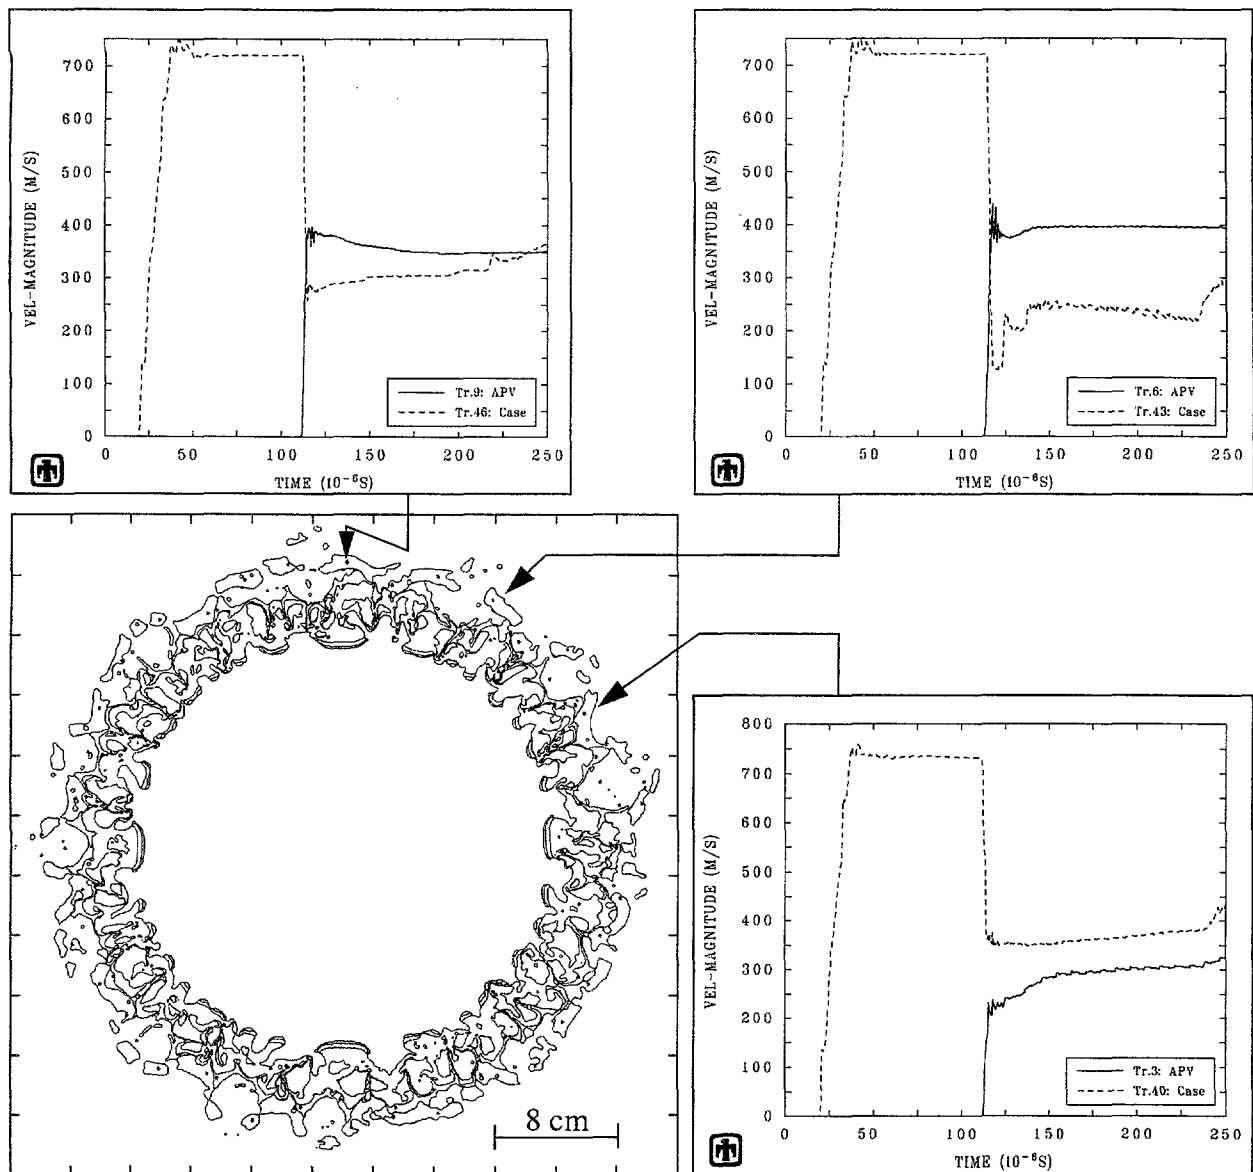 VEL-MAGNITUDE (M/S)
700
600
500
400
300
200
100
0
Tr.9: APV
Tr.46: Case
0 50 100 150 200 250
TIME (10⁻⁶S)
VEL-MAGNITUDE (M/S)
700
600
500
400
300
200
100
0
Tr.6: APV
Tr.43: Case
0 50 100 150 200 250
TIME (10⁻⁶S)
8 cm
VEL-MAGNITUDE (M/S)
800
700
600
500
400
300
200
100
0
Tr.3: APV
Tr.40: Case
0 50 100 150 200 250
TIME (10⁻⁶S)